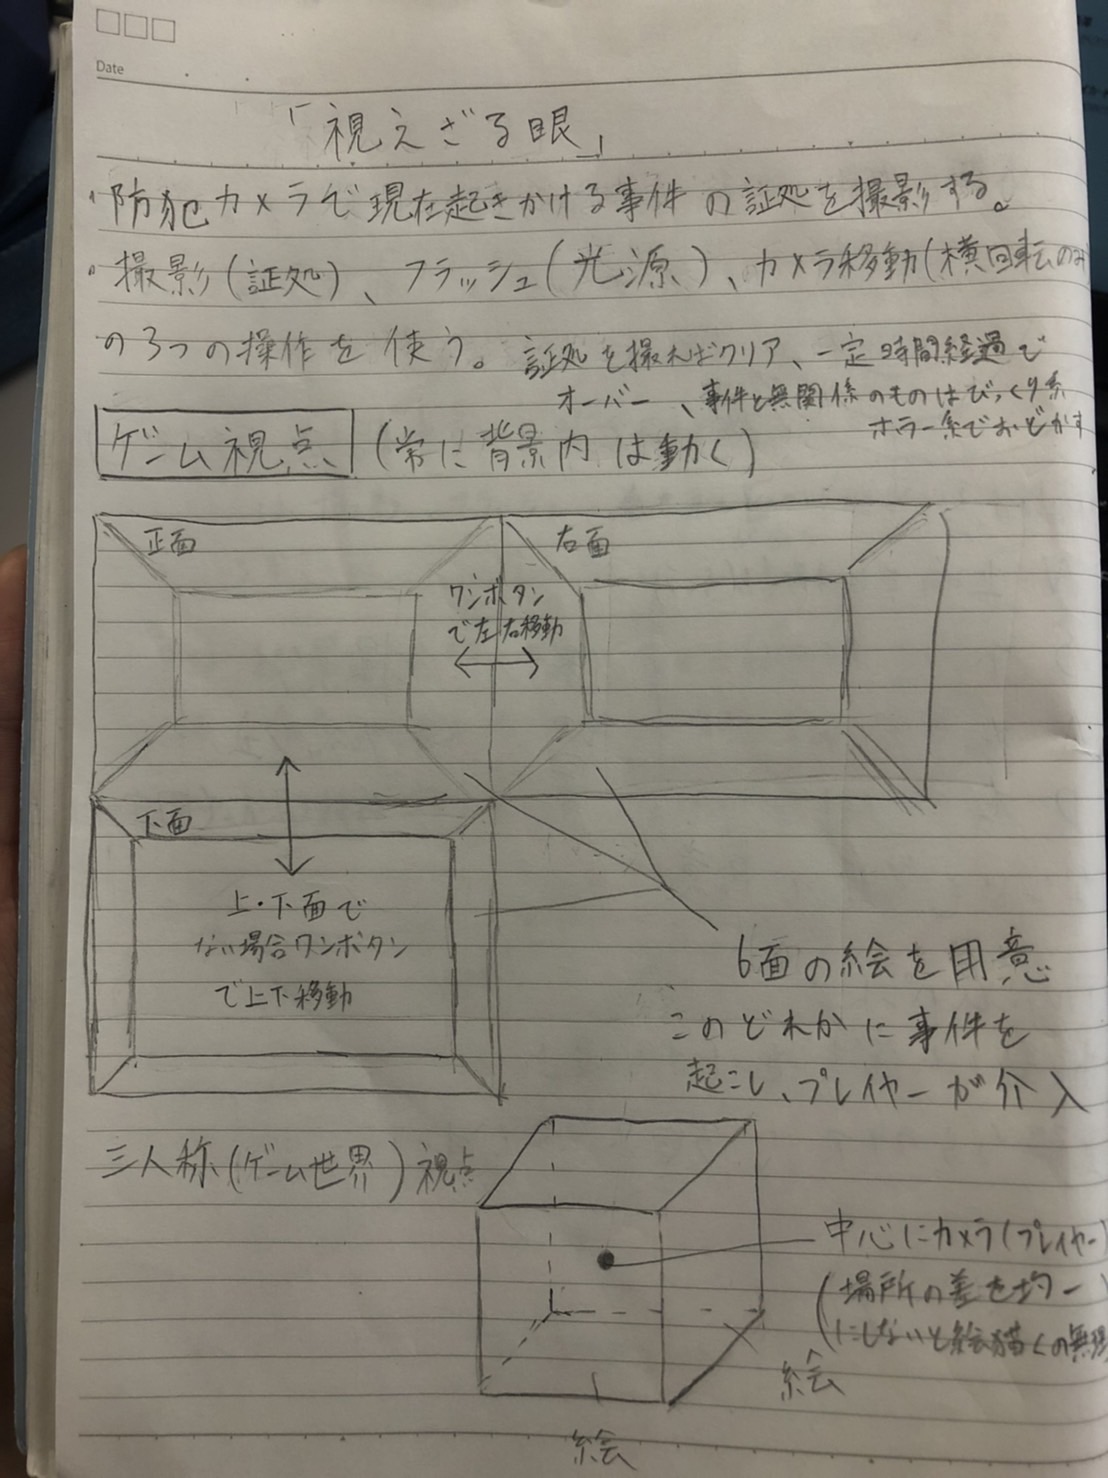 Date
「視えざる眼」
・防犯カメラで現在起きかける事件の証処を撮影する。
・撮影(証処)、フラッシュ(光源)、カメラ移動(横回転のみ
の3つの操作を使う。証処を撮ればクリア、一定時間経過で
オーバー、事件と無関係のものはびっくり系
ホラー系でおどかす
ゲーム視点(常に背景内は動く)
正面
右面
ワンボタン
で左右移動
下面
上・下面で
ない場合ワンボタン
で上下移動
6面の絵を用意
このどれかに事件を
起こし、プレイヤーが介入
三人称(ゲーム世界)視点
中心にカメラ(プレイヤー)
(場所の差を均一
にしないと絵描くの無理
絵
絵